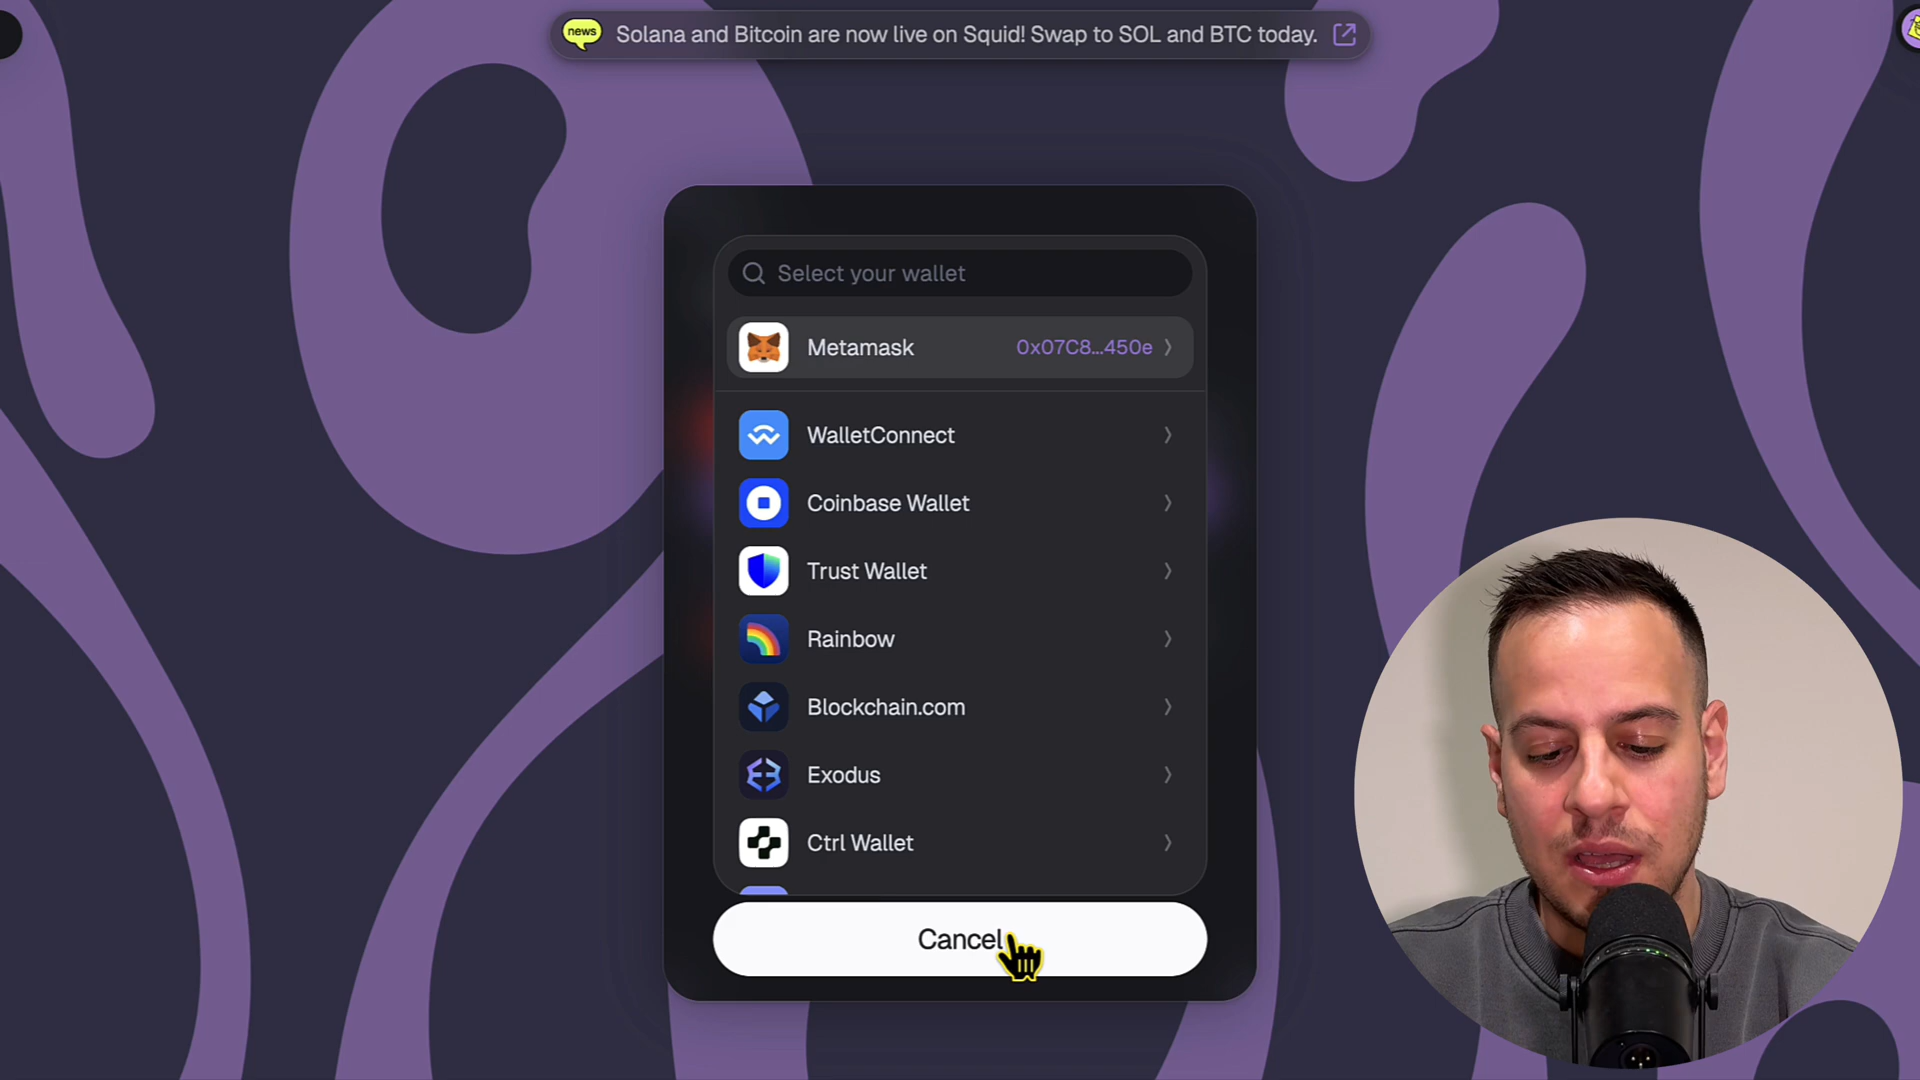 news
Solana and Bitcoin are now live on Squid! Swap to SOL and BTC today.
Select your wallet
Metamask 0x07C8...450e
WalletConnect
Coinbase Wallet
Trust Wallet
Rainbow
Blockchain.com
Exodus
Ctrl Wallet
Cancel